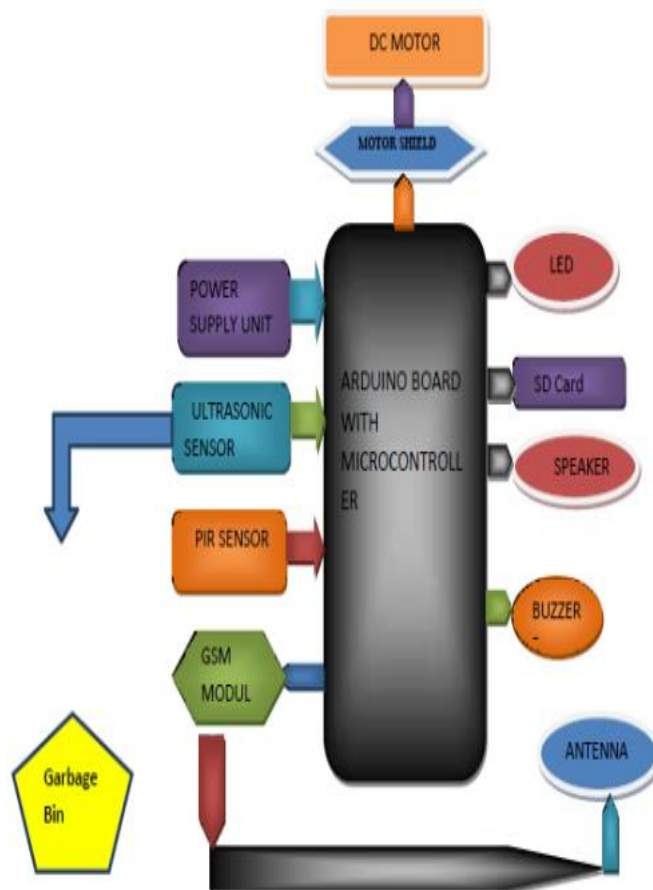 DC MOTOR
MOTOR SHIELD
LED
POWER
SUPPLY UNIT
ARDUINO BOARD
WITH
MICROCONTROLL
ER
SD Card
ULTRASONIC
SENSOR
SPEAKER
PIR SENSOR
BUZZER
-
GSM
MODUL
ANTENNA
Garbage
Bin